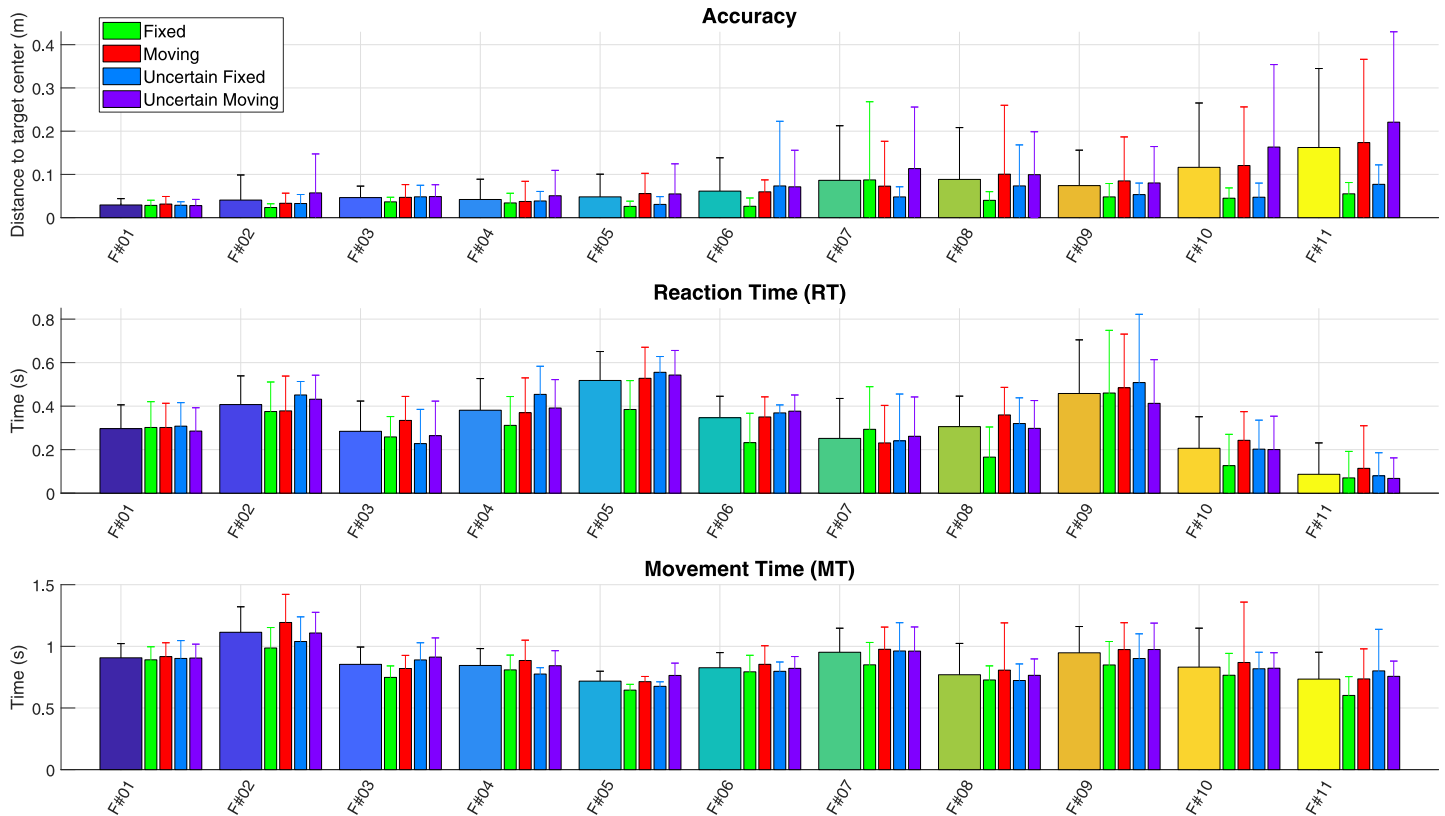 Accuracy
Distance to target center (m)
0.4
0.3
0.2
0.1
0
Fixed
Moving
Uncertain Fixed
Uncertain Moving
F#01 F#02 F#03 F#04 F#05 F#06 F#07 F#08 F#09 F#10 F#11
Reaction Time (RT)
Time (s)
0.8
0.6
0.4
0.2
0
F#01 F#02 F#03 F#04 F#05 F#06 F#07 F#08 F#09 F#10 F#11
Movement Time (MT)
Time (s)
1.5
1
0.5
0
F#01 F#02 F#03 F#04 F#05 F#06 F#07 F#08 F#09 F#10 F#11